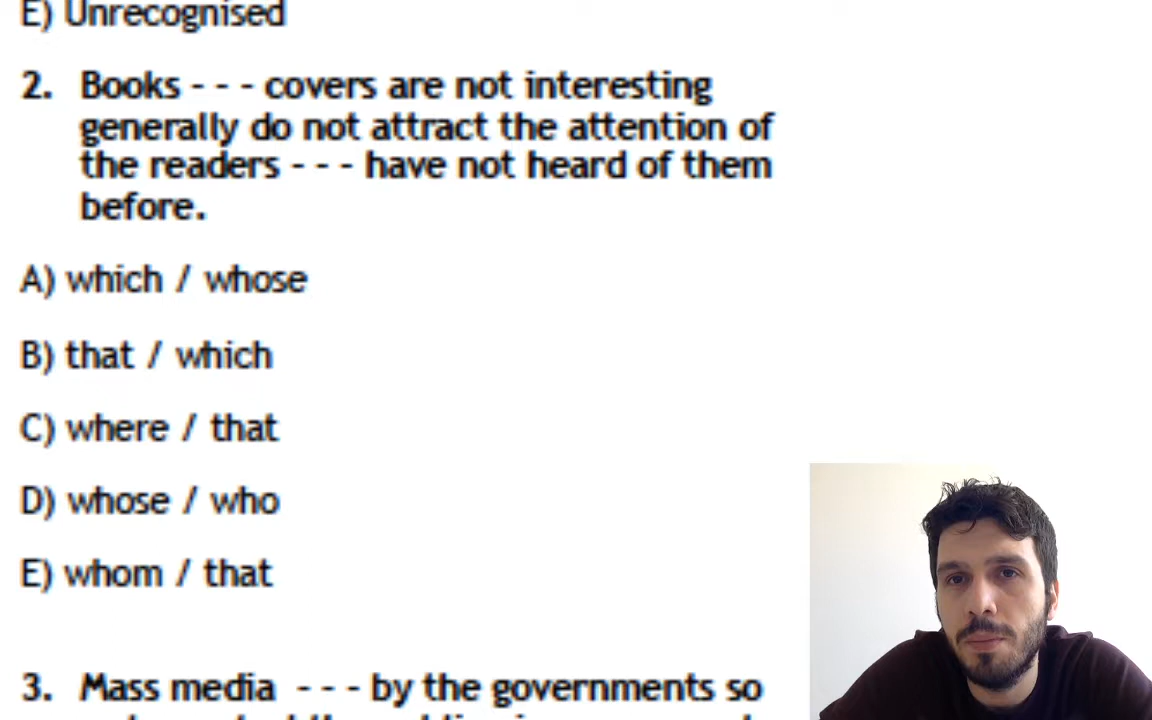 E) Unrecognised
2. Books - - - covers are not interesting
generally do not attract the attention of
the readers - - - have not heard of them
before.
A) which / whose
B) that / which
C) where / that
D) whose / who
E) whom / that
3. Mass media - - - by the governments so